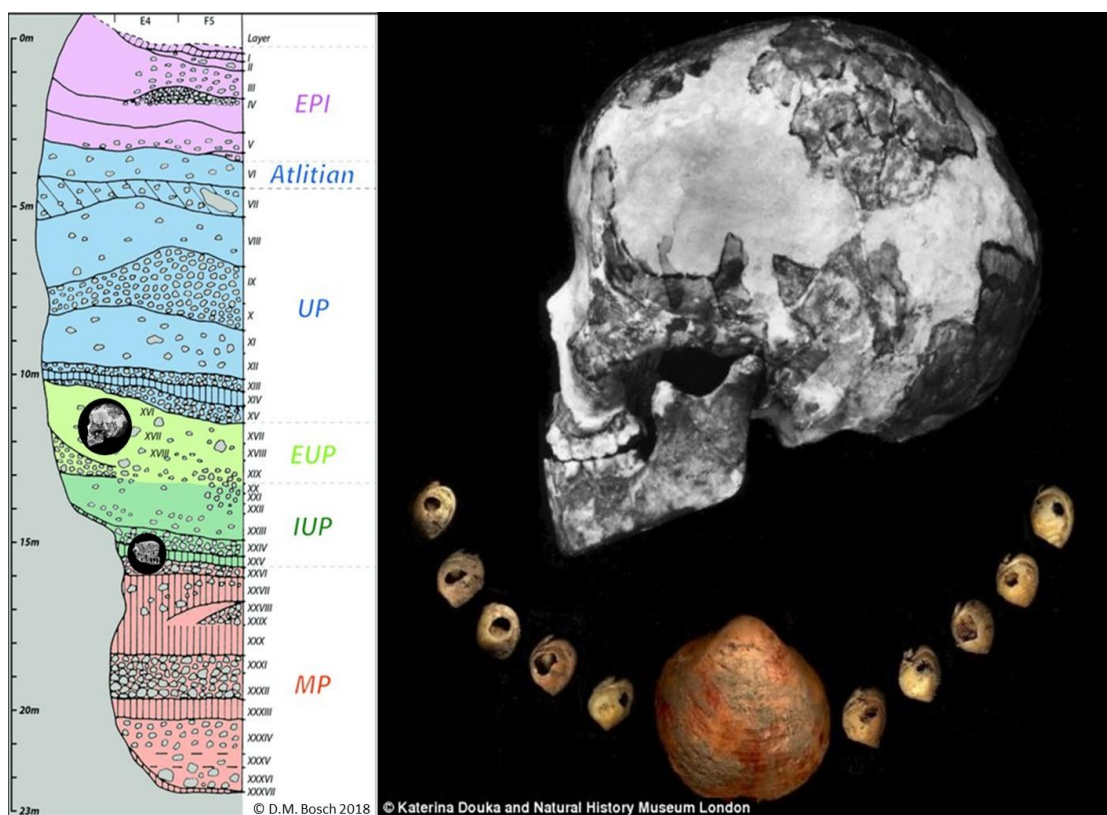 E4 F5
0m
Layer
I
II
III
IV
EPI
V
VI
Atlitian
5m
VII
VIII
IX
UP
X
XI
10m
XII
XIII
XIV
XV
XVI
XVII
XVII
XVIII
XVIII
EUP
XIX
XX
XXI
XXII
IUP
XXIII
15m
XXIV
XXV
XXVI
XXVII
XXVIII
XXIX
XXX
XXXI
MP
XXXII
20m
XXXIII
XXXIV
XXXV
XXXVI
XXXVII
23m
© D.M. Bosch 2018
© Katerina Douka and Natural History Museum London